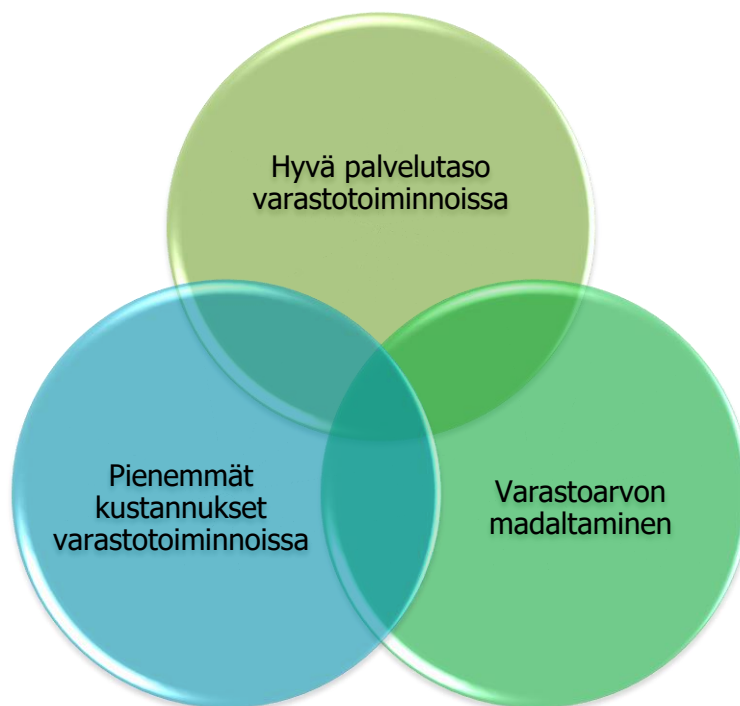 Hyvä palvelutaso
varastotoiminnoissa
Pienemmät
kustannukset
varastotoiminnoissa
Varastoarvon
madaltaminen